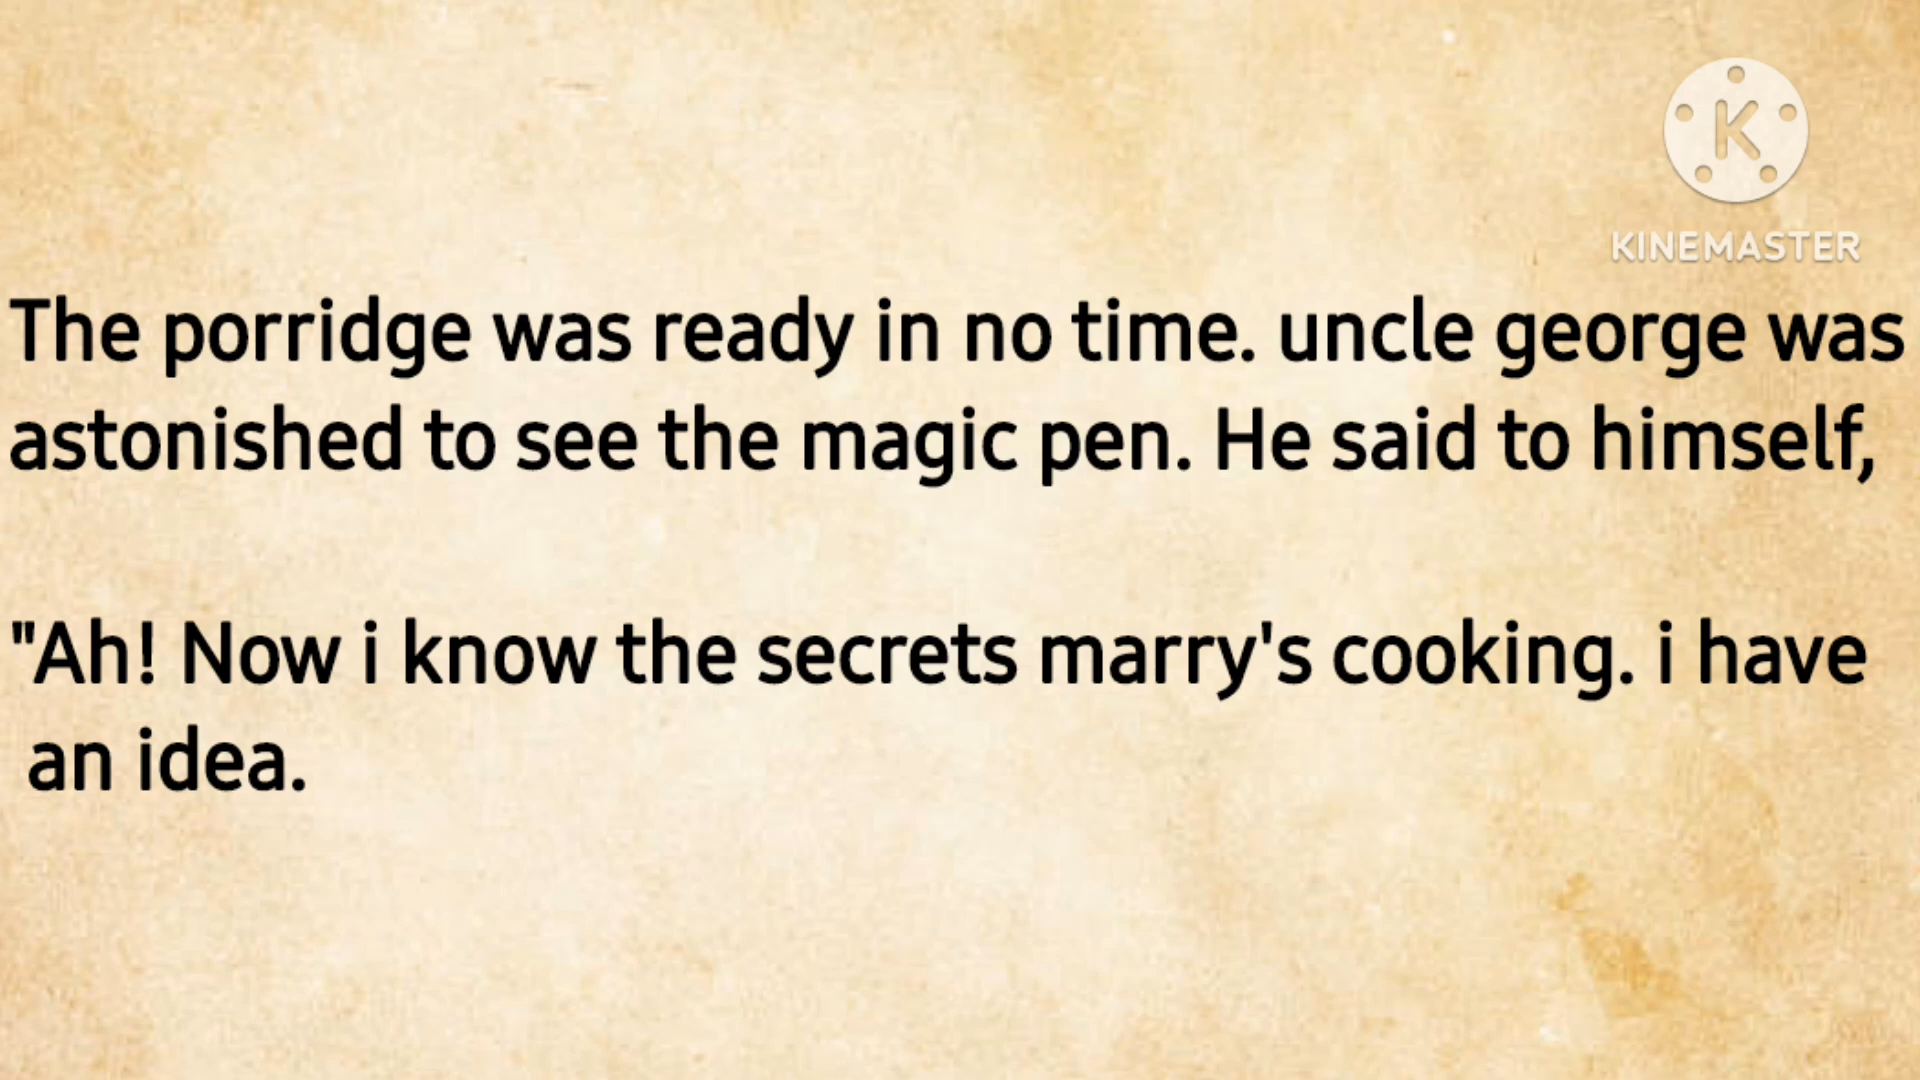 K
KINEMASTER
The porridge was ready in no time. uncle george was
astonished to see the magic pen. He said to himself,
"Ah! Now i know the secrets marry's cooking. i have
an idea.